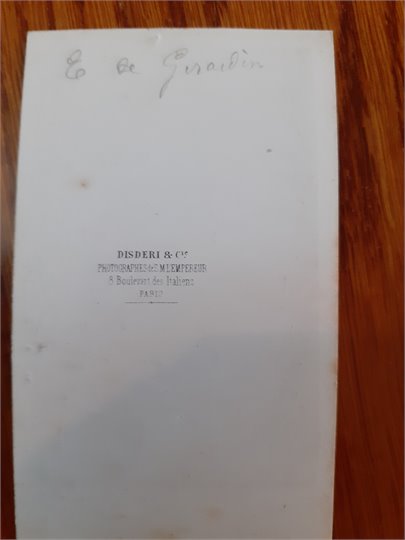 E de Girardin
DISDERI & Cie
PHOTOGRAPHES de S.M.L'EMPEREUR
8 Boulevart des Italiens
PARIS